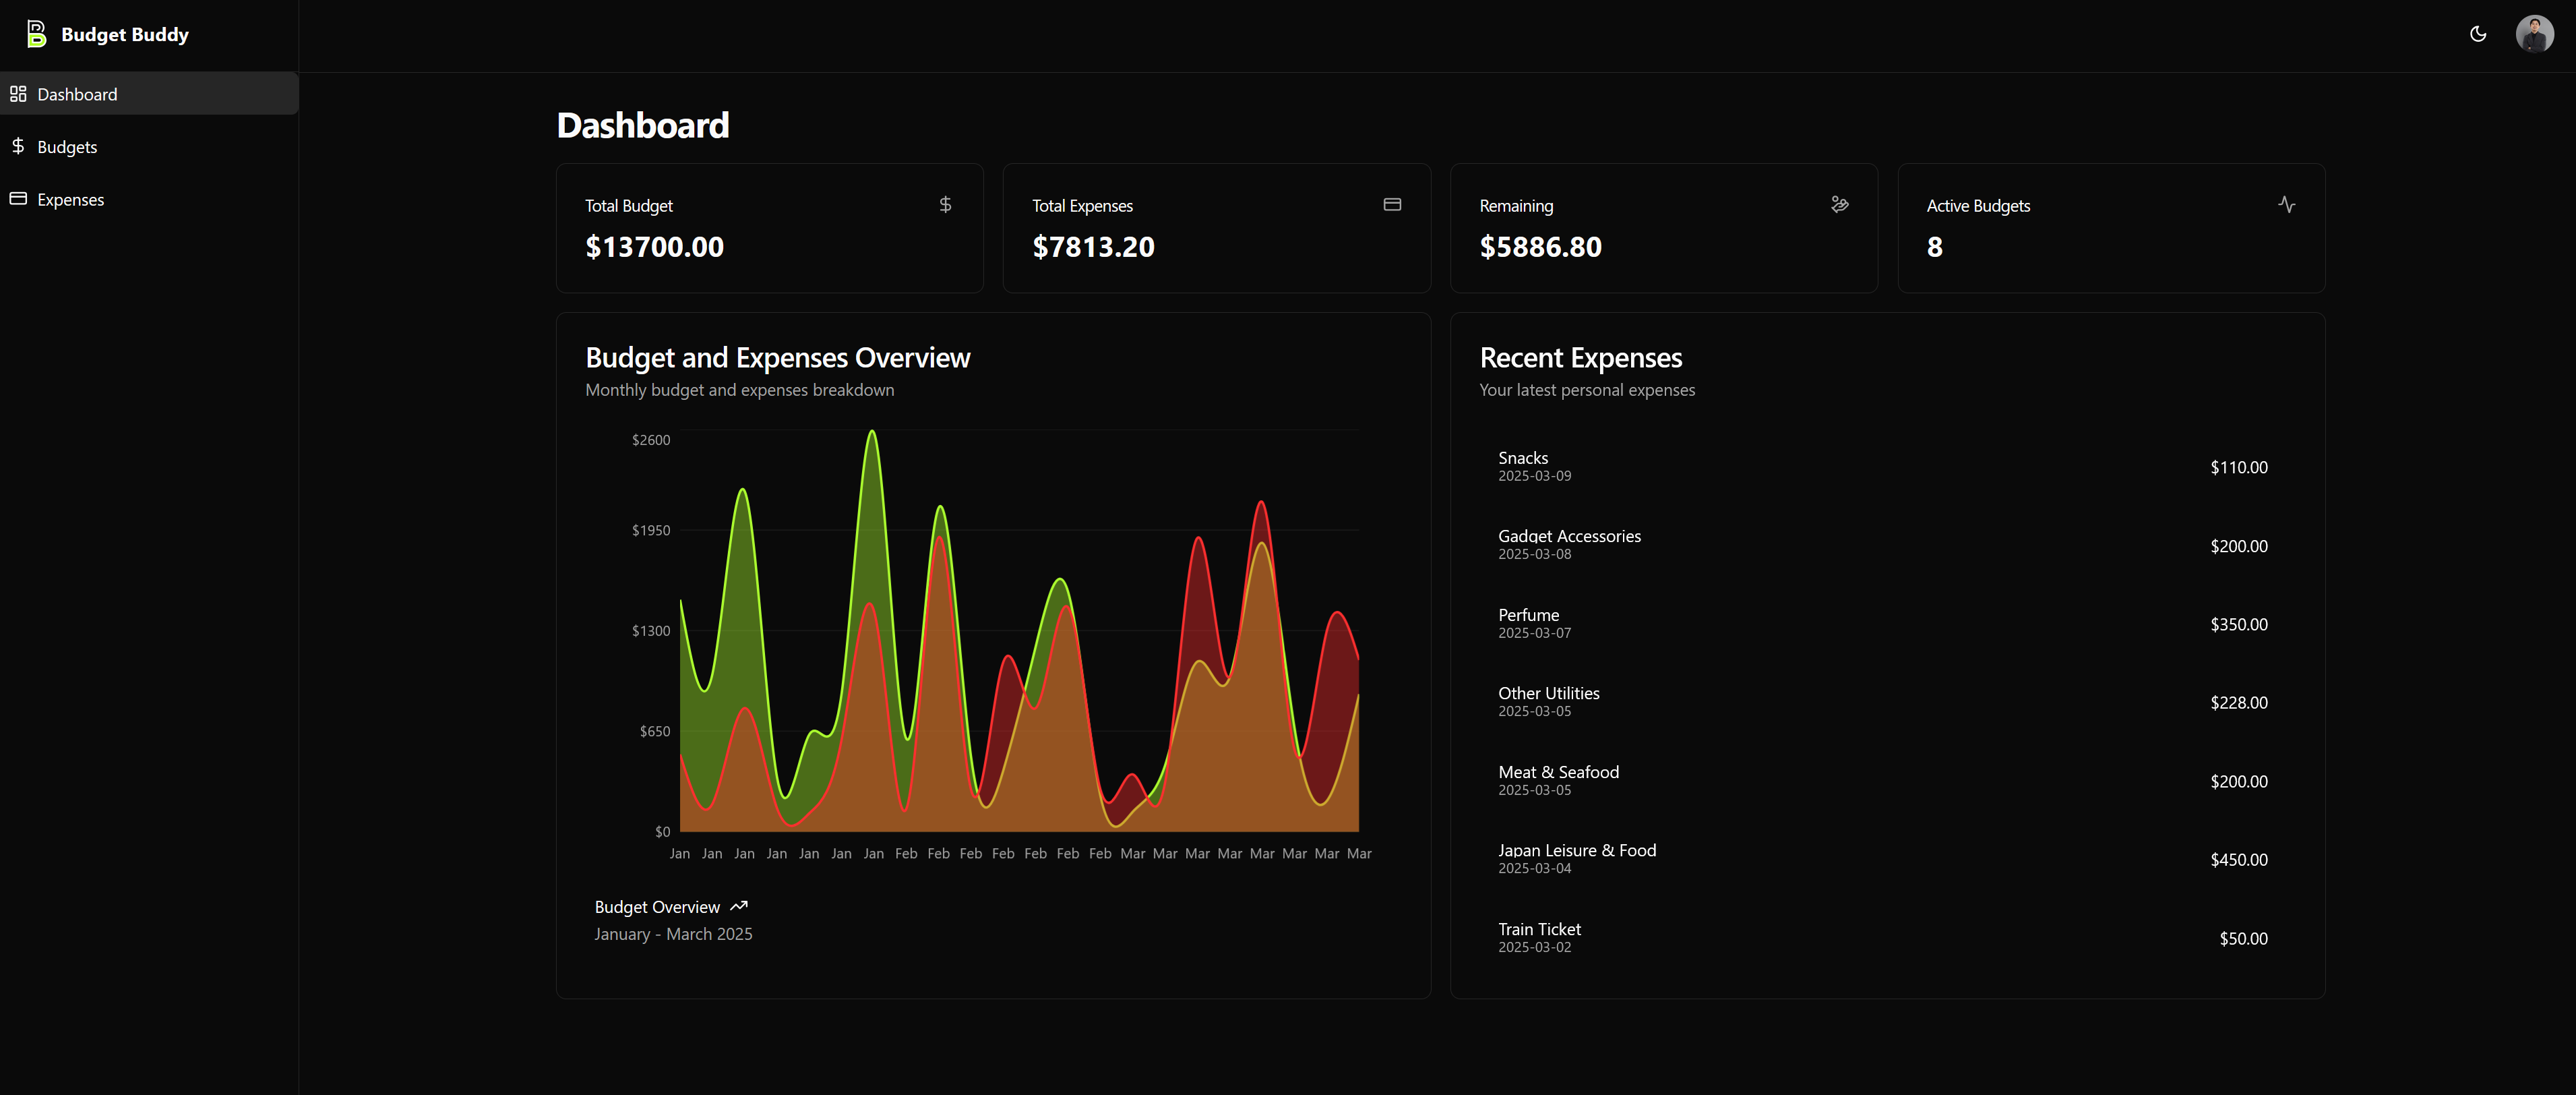 Budget Buddy
Dashboard
Budgets
Expenses
Dashboard
Total Budget
$13700.00
Total Expenses
$7813.20
Remaining
$5886.80
Active Budgets
8
Budget and Expenses Overview
Monthly budget and expenses breakdown
$2600
$1950
$1300
$650
$0
Jan Jan Jan Jan Jan Jan Jan Feb Feb Feb Feb Feb Feb Feb Mar Mar Mar Mar Mar Mar Mar Mar
Budget Overview
January - March 2025
Recent Expenses
Your latest personal expenses
Snacks
2025-03-09
$110.00
Gadget Accessories
2025-03-08
$200.00
Perfume
2025-03-07
$350.00
Other Utilities
2025-03-05
$228.00
Meat & Seafood
2025-03-05
$200.00
Japan Leisure & Food
2025-03-04
$450.00
Train Ticket
2025-03-02
$50.00